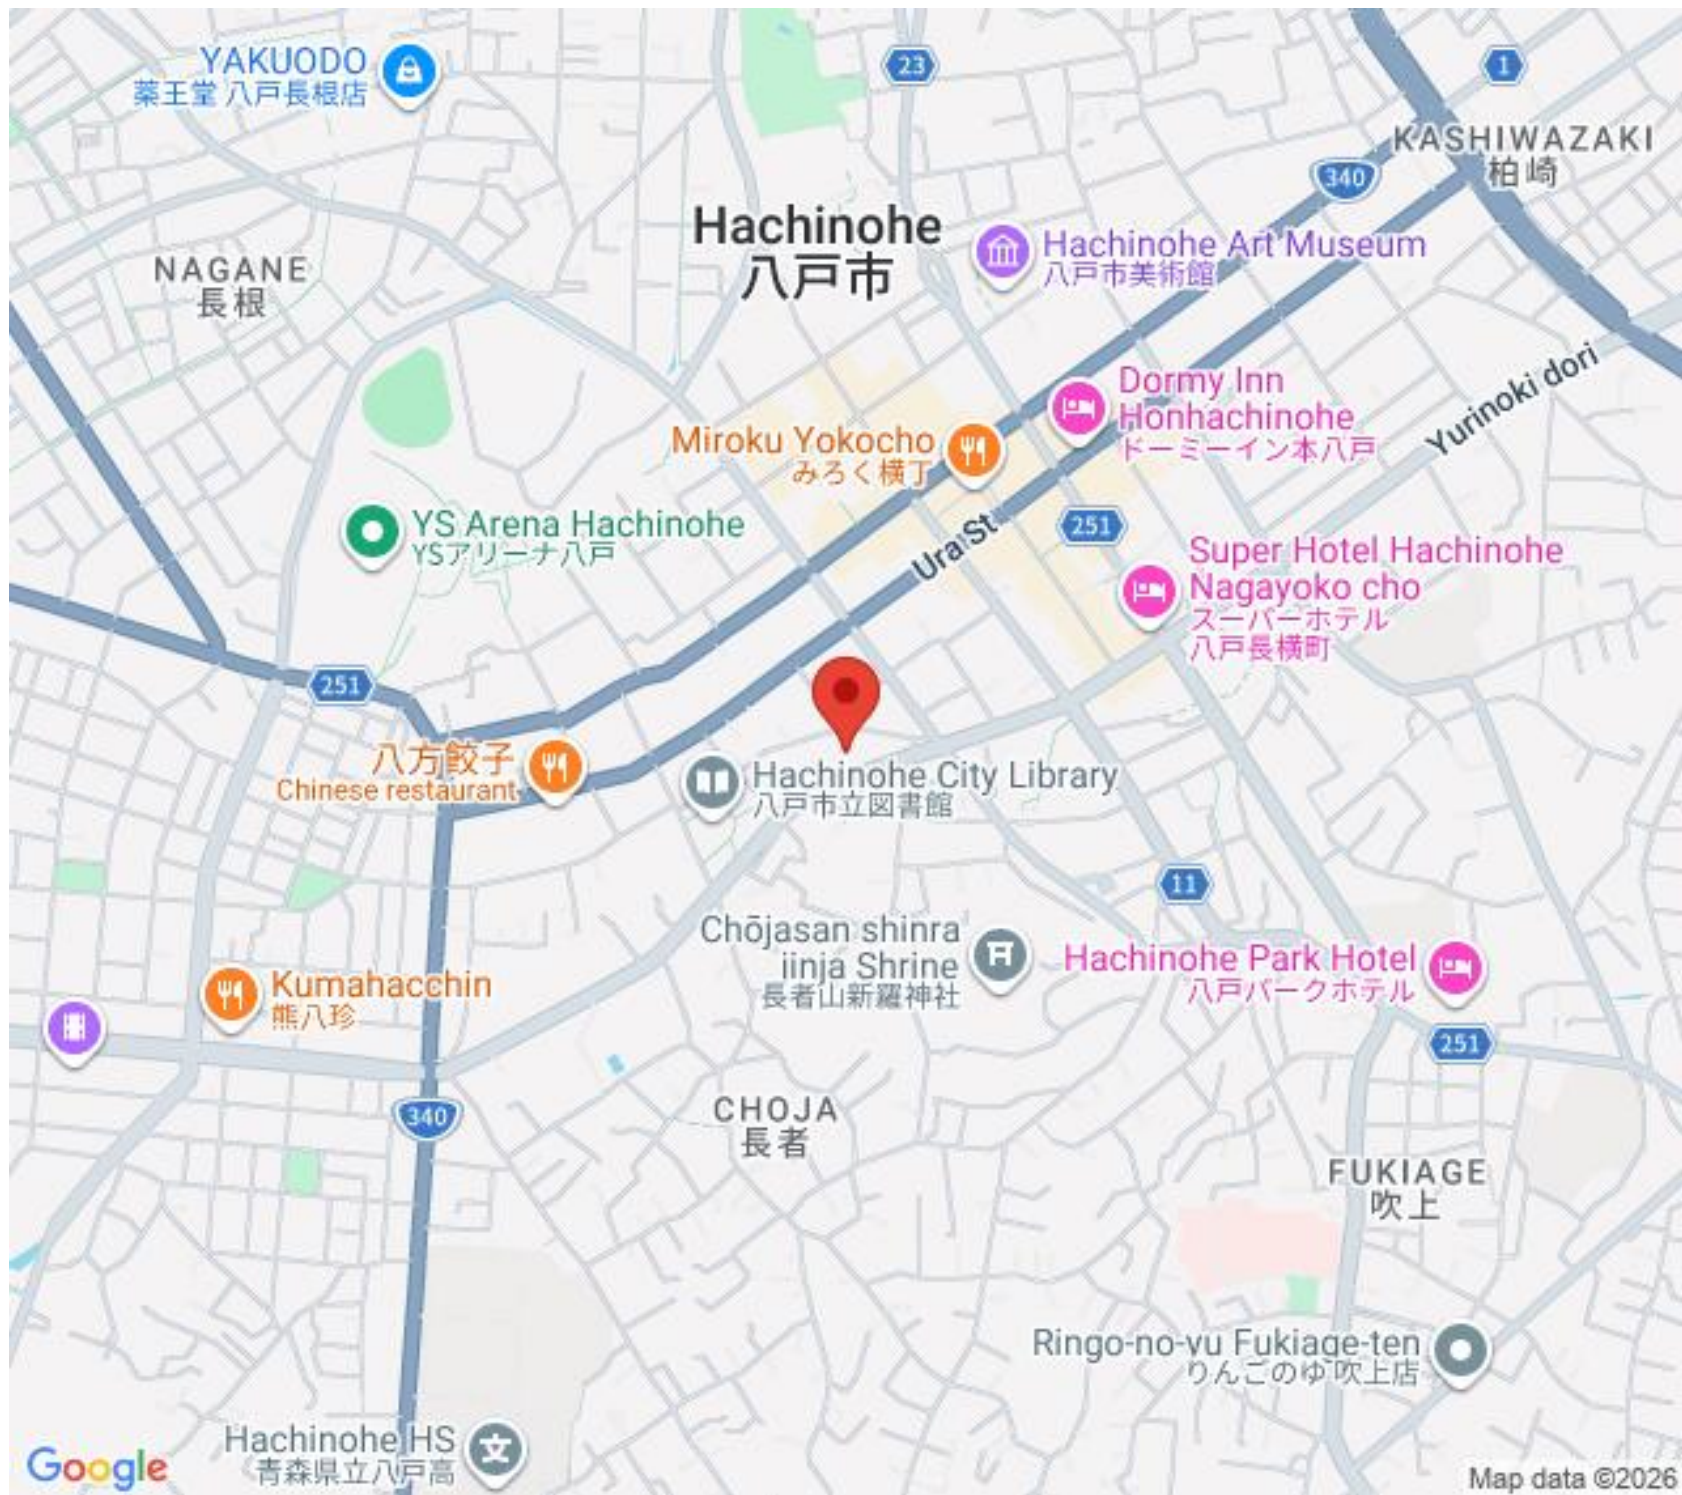 YAKUODO
薬王堂 八戸長根店
23
1
KASHIWAZAKI
柏崎
340
Hachinohe
八戸市
Hachinohe Art Museum
八戸市美術館
NAGANE
長根
Dormy Inn
Honhachinohe
ドーミーイン本八戸
Yurinoki dori
Miroku Yokocho
みろく横丁
YS Arena Hachinohe
YSアリーナ八戸
Ura St
251
Super Hotel Hachinohe
Nagayoko cho
スーパーホテル
八戸長横町
251
八方餃子
Chinese restaurant
Hachinohe City Library
八戸市立図書館
11
Chōjasan shinra
jinja Shrine
長者山新羅神社
Hachinohe Park Hotel
八戸パークホテル
Kumahacchin
熊八珍
251
340
CHOJA
長者
FUKIAGE
吹上
Ringo-no-yu Fukiage-ten
りんごのゆ 吹上店
Hachinohe HS
青森県立八戸高
Google
Map data ©2026